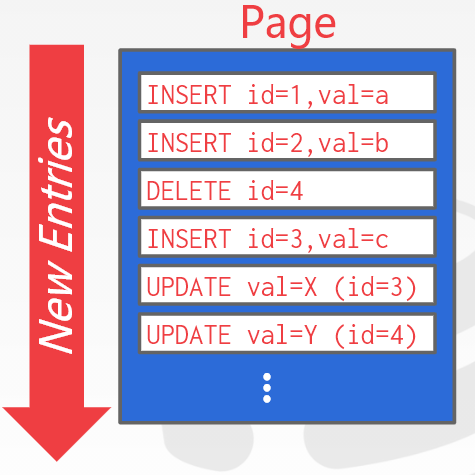 Page
New Entries
INSERT id=1,val=a
INSERT id=2,val=b
DELETE id=4
INSERT id=3,val=c
UPDATE val=X (id=3)
UPDATE val=Y (id=4)
⋮